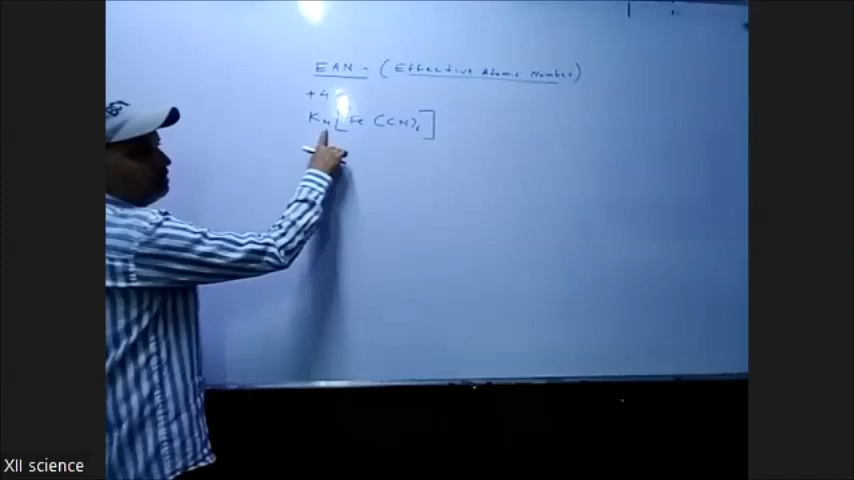 EAN :- (Effective Atomic Number)
+4
K4[Fe(CN)6]
XII science